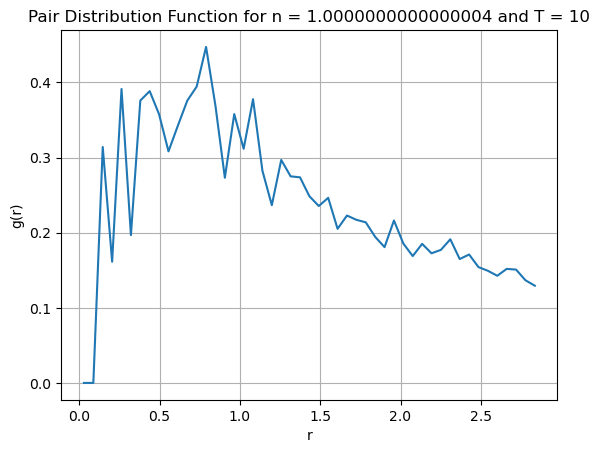 Pair Distribution Function for n = 1.0000000000000004 and T = 10
g(r)
0.4
0.3
0.2
0.1
0.0
0.0 0.5 1.0 1.5 2.0 2.5
r